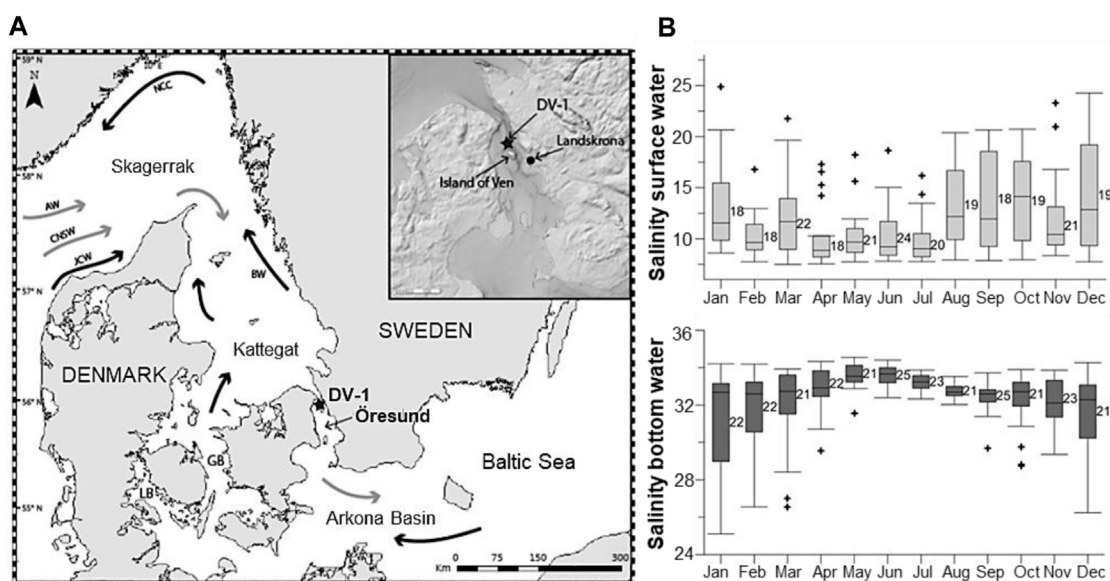 A
59° N
N
NCC
Skagerrak
58° N
AW
CNSW
JCW
BW
57° N
DV-1
Landskrona
Island of Ven
SWEDEN
Kattegat
DENMARK
56° N
DV-1
Öresund
GB
LB
Baltic Sea
55° N
Arkona Basin
Km 0 75 150 300
B
Salinity surface water
25
20
15
10
18 18 22 18 21 24 20 19 19 19 21 19
Jan Feb Mar Apr May Jun Jul Aug Sep Oct Nov Dec
Salinity bottom water
36
32
28
24
22 22 21 22 21 25 23 21 25 21 23 21
Jan Feb Mar Apr May Jun Jul Aug Sep Oct Nov Dec